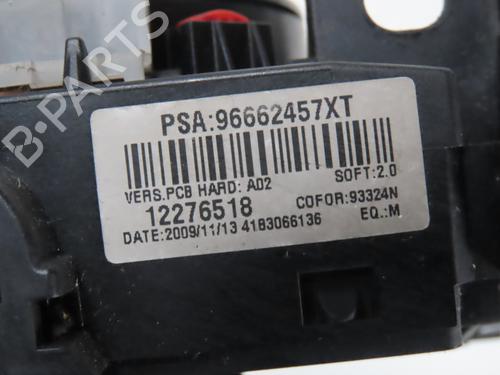 PSA:96662457XT
VERS.PCB HARD: A02 SOFT:2.0
12276518 COFOR:93324N
DATE:2009/11/13 4183066136 EQ.:M
B-PARTS